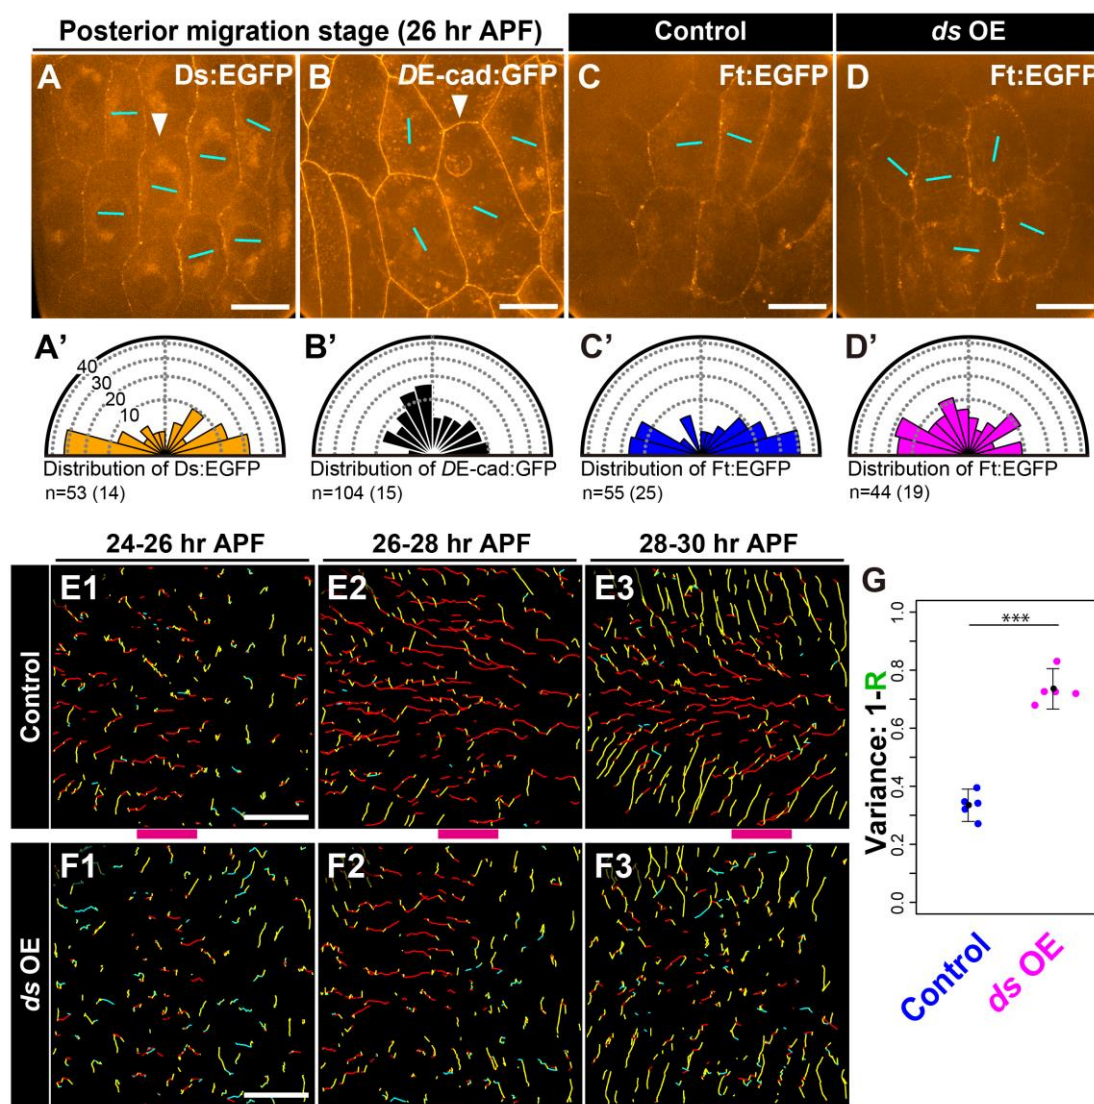 Posterior migration stage (26 hr APF)
Control
ds OE
A
Ds:EGFP
B
DE-cad:GFP
C
Ft:EGFP
D
Ft:EGFP
A'
B'
C'
D'
40
30
20
10
Distribution of Ds:EGFP
n=53 (14)
Distribution of DE-cad:GFP
n=104 (15)
Distribution of Ft:EGFP
n=55 (25)
Distribution of Ft:EGFP
n=44 (19)
24-26 hr APF
26-28 hr APF
28-30 hr APF
Control
E1
E2
E3
ds OE
F1
F2
F3
G
Variance: 1-R
1.0
0.8
0.6
0.4
0.2
0.0
***
Control
ds OE